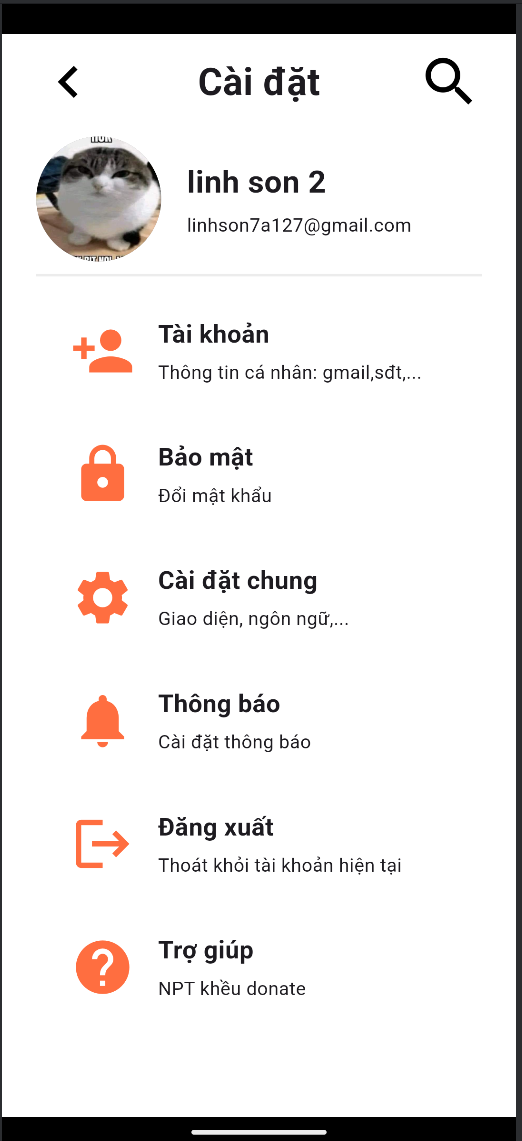 Cài đặt
linh son 2
linhson7a127@gmail.com
Tài khoản
Thông tin cá nhân: gmail,sđt,...
Bảo mật
Đổi mật khẩu
Cài đặt chung
Giao diện, ngôn ngữ,...
Thông báo
Cài đặt thông báo
Đăng xuất
Thoát khỏi tài khoản hiện tại
Trợ giúp
NPT khều donate